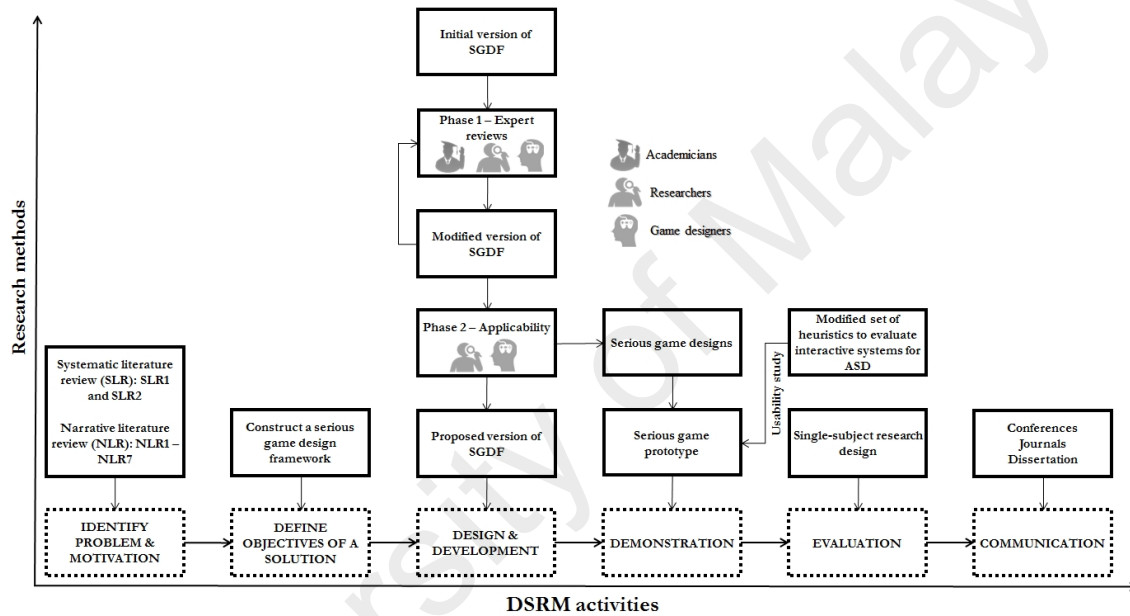 Research methods
Initial version of
SGDF
Phase 1 – Expert
reviews
Modified version of
SGDF
Phase 2 – Applicability
Proposed version of
SGDF
Academicians
Researchers
Game designers
Systematic literature
review (SLR): SLR1
and SLR2
Narrative literature
review (NLR): NLR1 –
NLR7
Construct a serious
game design
framework
Serious game designs
Serious game
prototype
Modified set of
heuristics to evaluate
interactive systems for
ASD
Usability study
Single-subject research
design
Conferences
Journals
Dissertation
IDENTIFY
PROBLEM &
MOTIVATION
DEFINE
OBJECTIVES OF A
SOLUTION
DESIGN &
DEVELOPMENT
DEMONSTRATION
EVALUATION
COMMUNICATION
DSRM activities
rsity of Malay